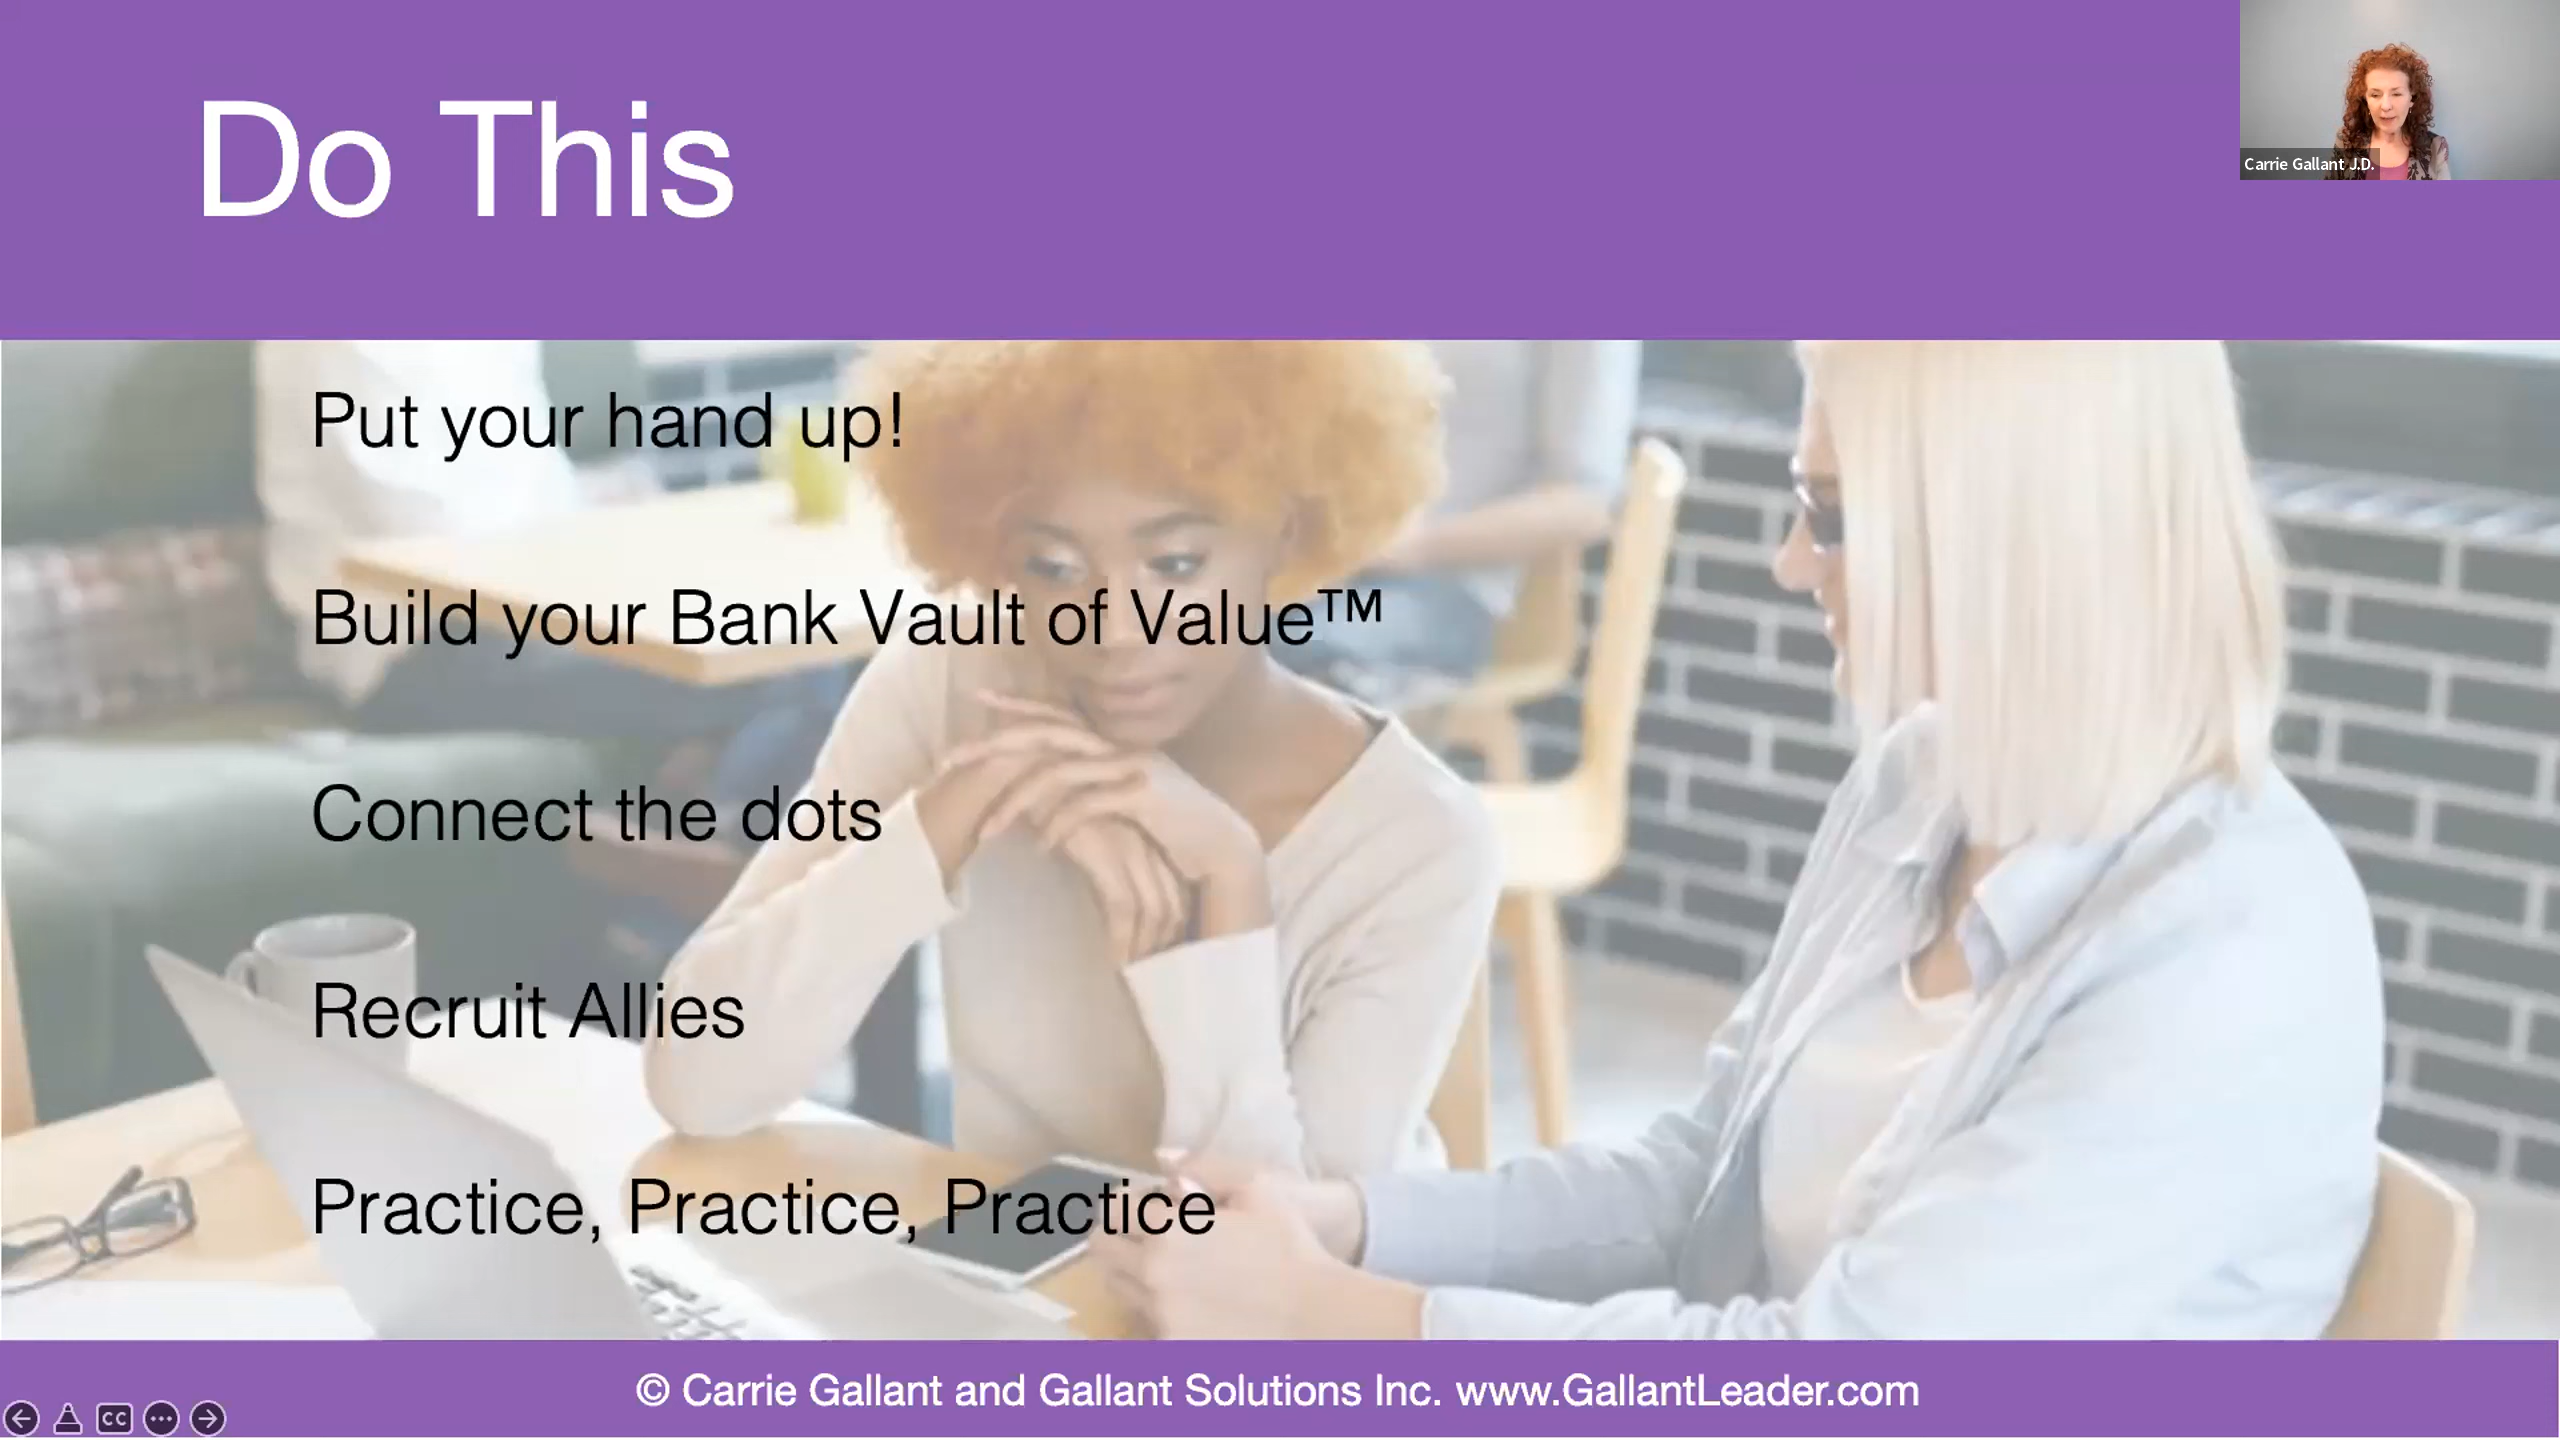 Do This
Carrie Gallant J.D.
Put your hand up!
Build your Bank Vault of Value™
Connect the dots
Recruit Allies
Practice, Practice, Practice
© Carrie Gallant and Gallant Solutions Inc. www.GallantLeader.com
CC